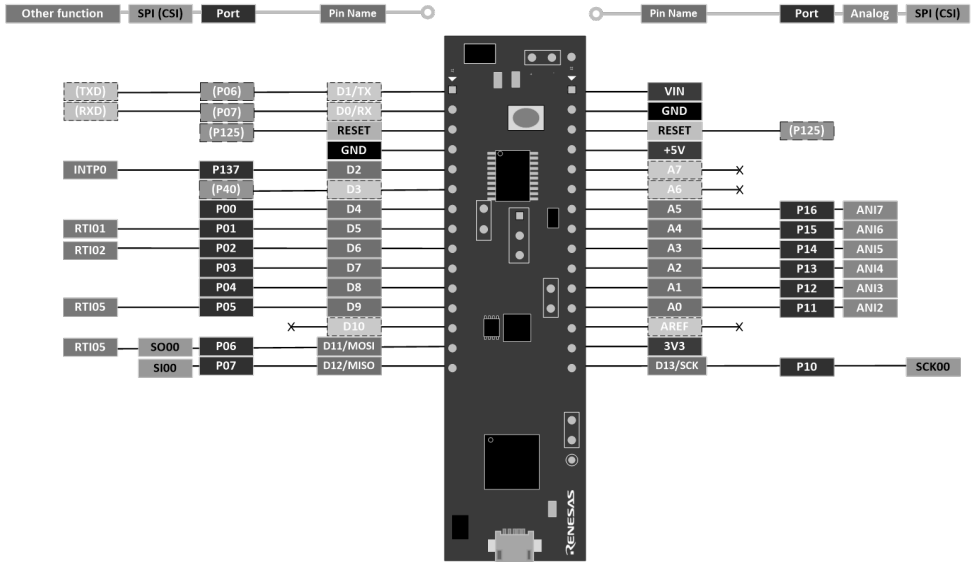 Other function SPI (CSI) Port Pin Name Pin Name Port Analog SPI (CSI)
(TXD) (P06) D1/TX VIN
(RXD) (P07) D0/RX GND
(P125) RESET RESET (P125)
GND +5V
INTP0 P137 D2 A7
(P40) D3 A6
P00 D4 A5 P16 ANI7
RTI01 P01 D5 A4 P15 ANI6
RTI02 P02 D6 A3 P14 ANI5
P03 D7 A2 P13 ANI4
P04 D8 A1 P12 ANI3
RTI05 P05 D9 A0 P11 ANI2
D10 AREF
RTI05 SO00 P06 D11/MOSI 3V3
SI00 P07 D12/MISO D13/SCK P10 SCK00
RENESAS